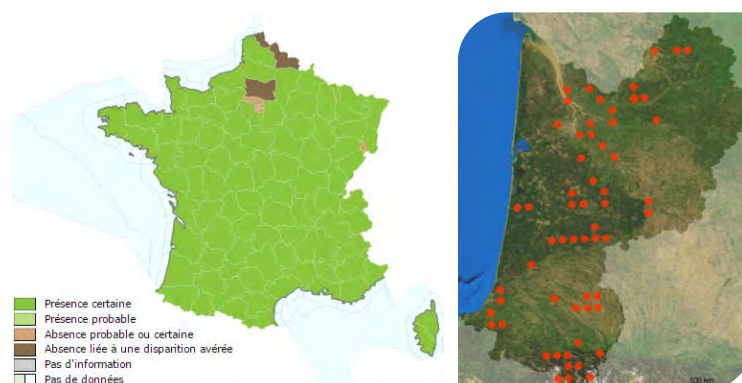 Présence certaine
Présence probable
Absence probable ou certaine
Absence liée à une disparition avérée
Pas d'information
Pas de données
100 km